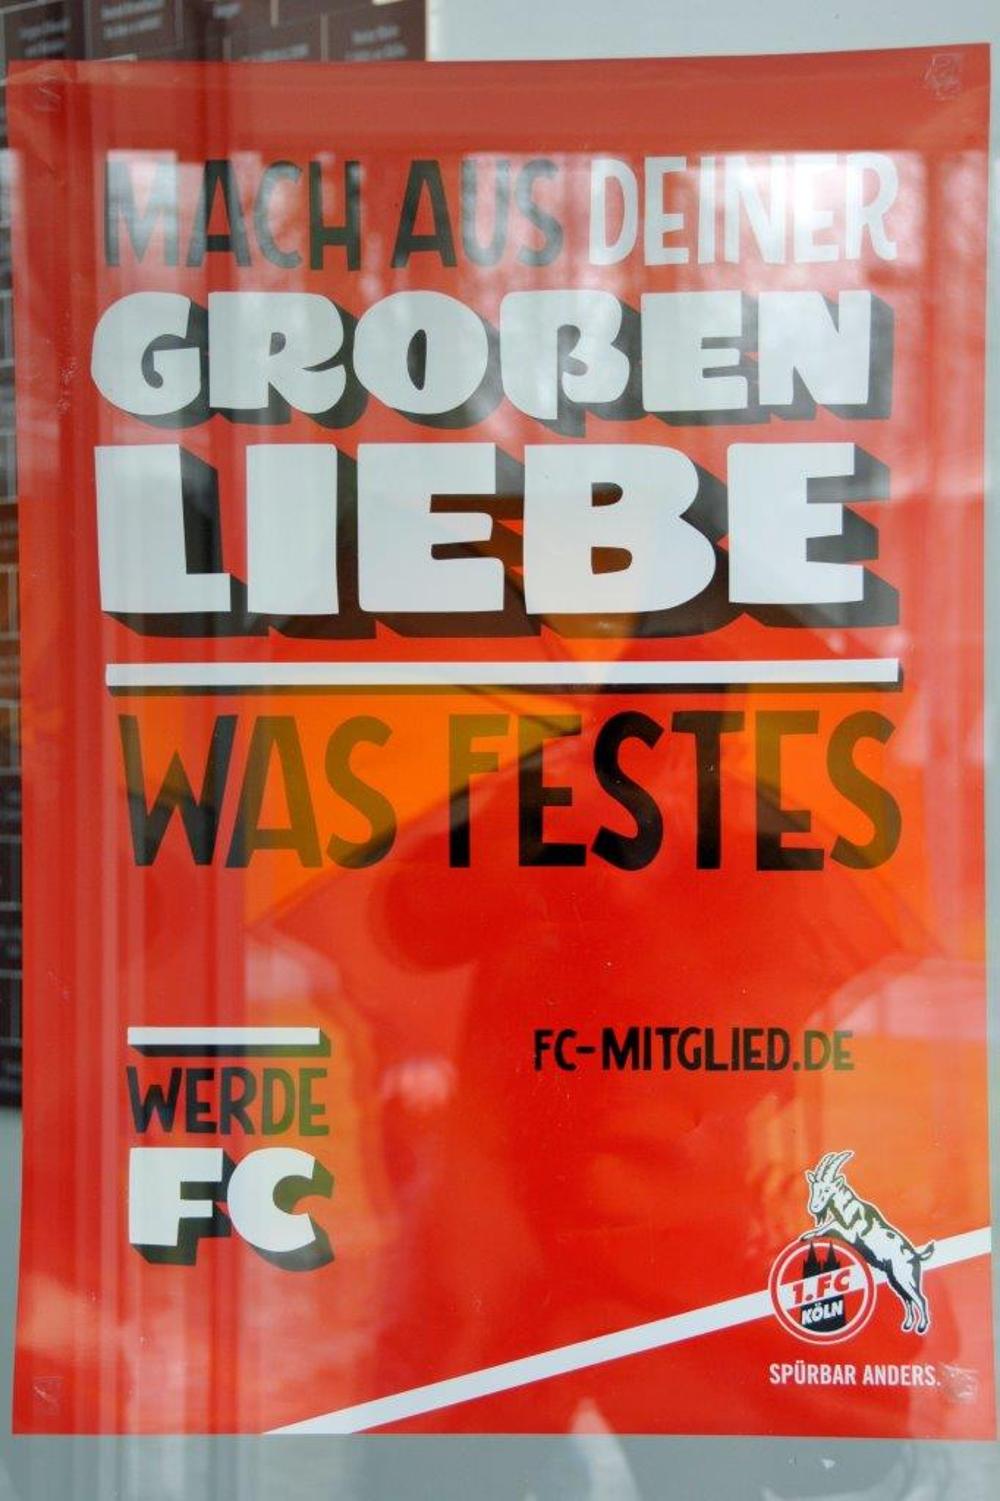 MACH AUS DEINER
GROßEN
LIEBE
WAS FESTES
WERDE
FC
FC-MITGLIED.DE
1.FC
KÖLN
SPÜRBAR ANDERS.